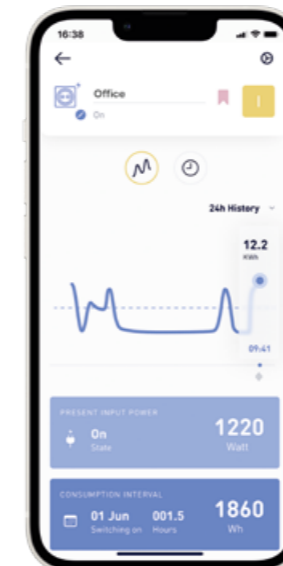 16:38
Office
On
24h History
12.2
KWh
09:41
PRESENT INPUT POWER
On
State
1220
Watt
CONSUMPTION INTERVAL
01 Jun
Switching on
001.5
Hours
1860
Wh